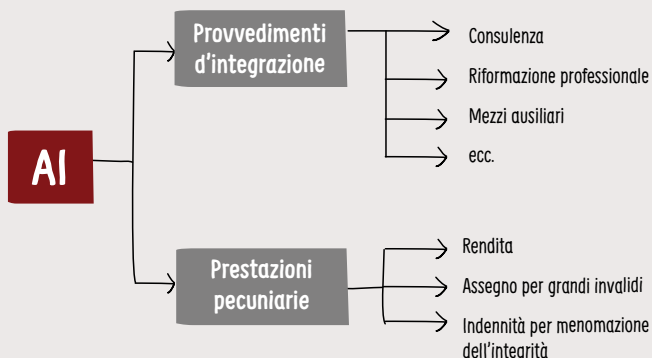 AI
Provvedimenti
d'integrazione
Consulenza
Riformazione professionale
Mezzi ausiliari
ecc.
Prestazioni
pecuniarie
Rendita
Assegno per grandi invalidi
Indennità per menomazione
dell'integrità